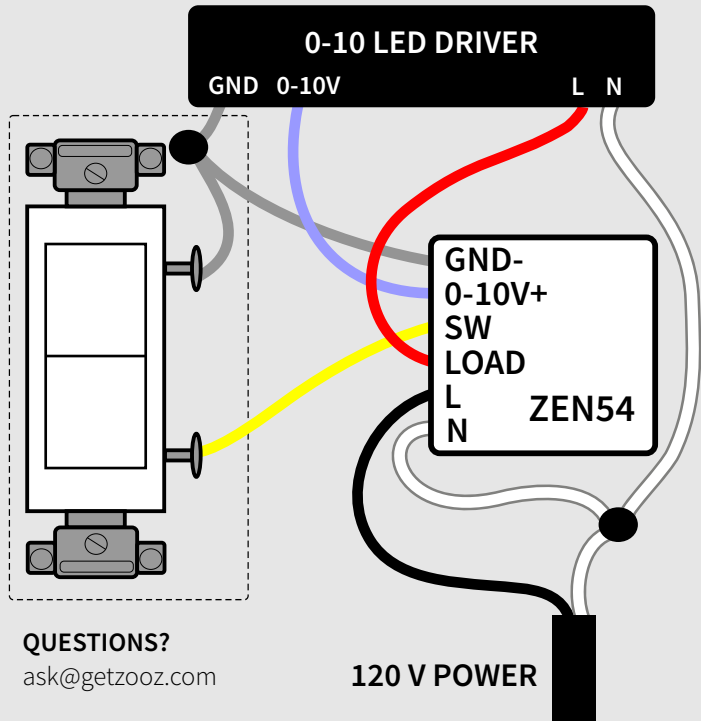 0-10 LED DRIVER
GND 0-10V L N
GND-
0-10V+
SW
LOAD
L
N
ZEN54
QUESTIONS?
ask@getzooz.com
120 V POWER